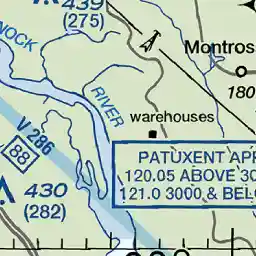 439
(275)
NOCK
Montros
RIVER
180
warehouses
V 286
88
PATUXENT APP
120.05 ABOVE 30
121.0 3000 & BEL
430
(282)